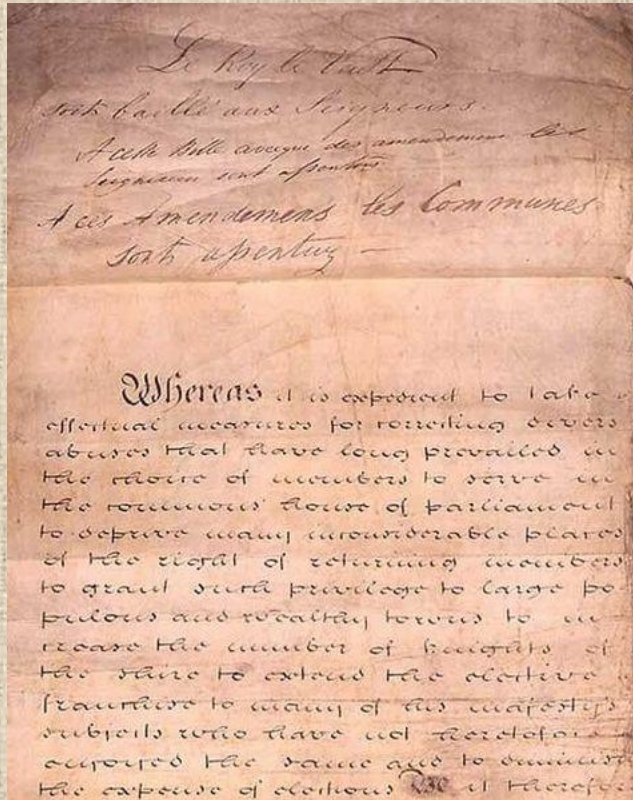 Le Roy le Veult
soit baillé aux Seigneurs.
A cette Bille avecque des amendemens les
Seigneurs sont assentus.
A ces Amendemens les Communes
sont assentuz
Whereas it is expedient to take
effectual measures for correcting divers
abuses that have long prevailed in
the choice of members to serve in
the commons house of parliament
to deprive many inconsiderable places
of the right of returning members
to grant such privilege to large po
pulous and wealthy towns to in
crease the number of knights of
the shire to extend the elective
franchise to many of his majesty's
subjects who have not heretofore
enjoyed the same and to diminish
the expense of elections Be it therefore